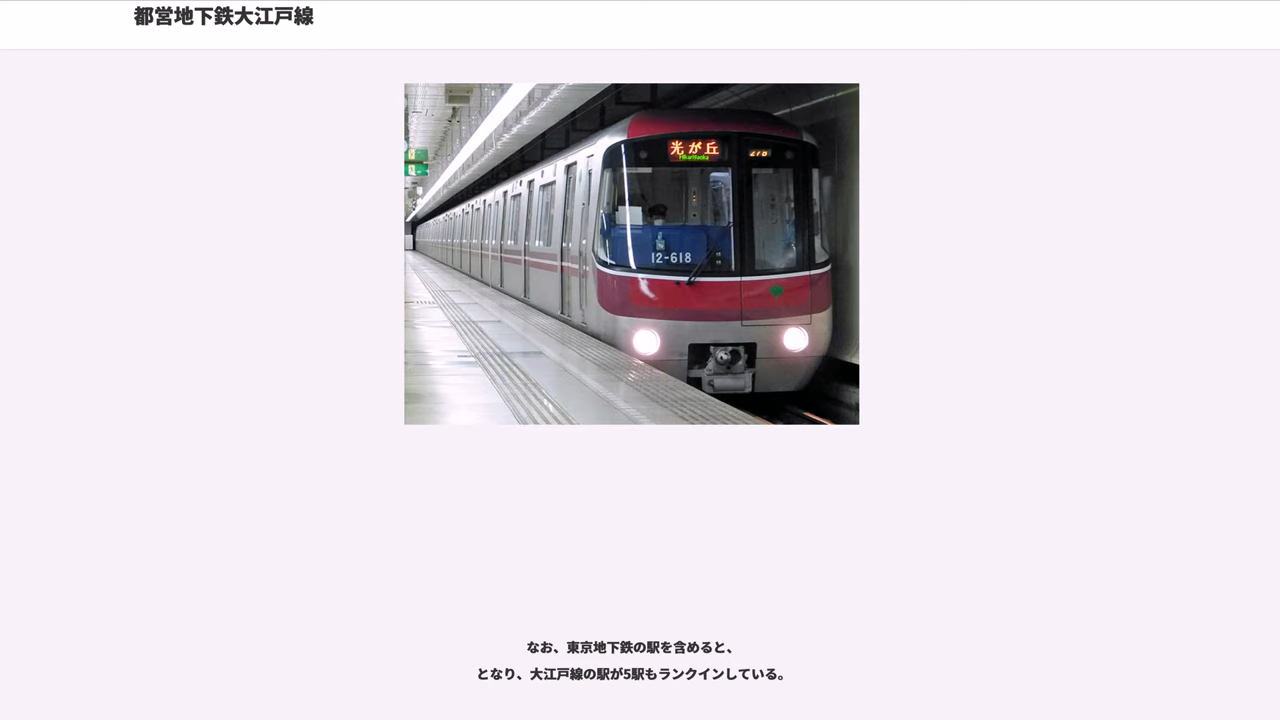 都営地下鉄大江戸線
光が丘
Hikarigaoka
12-618
なお、東京地下鉄の駅を含めると、
となり、大江戸線の駅が5駅もランクインしている。